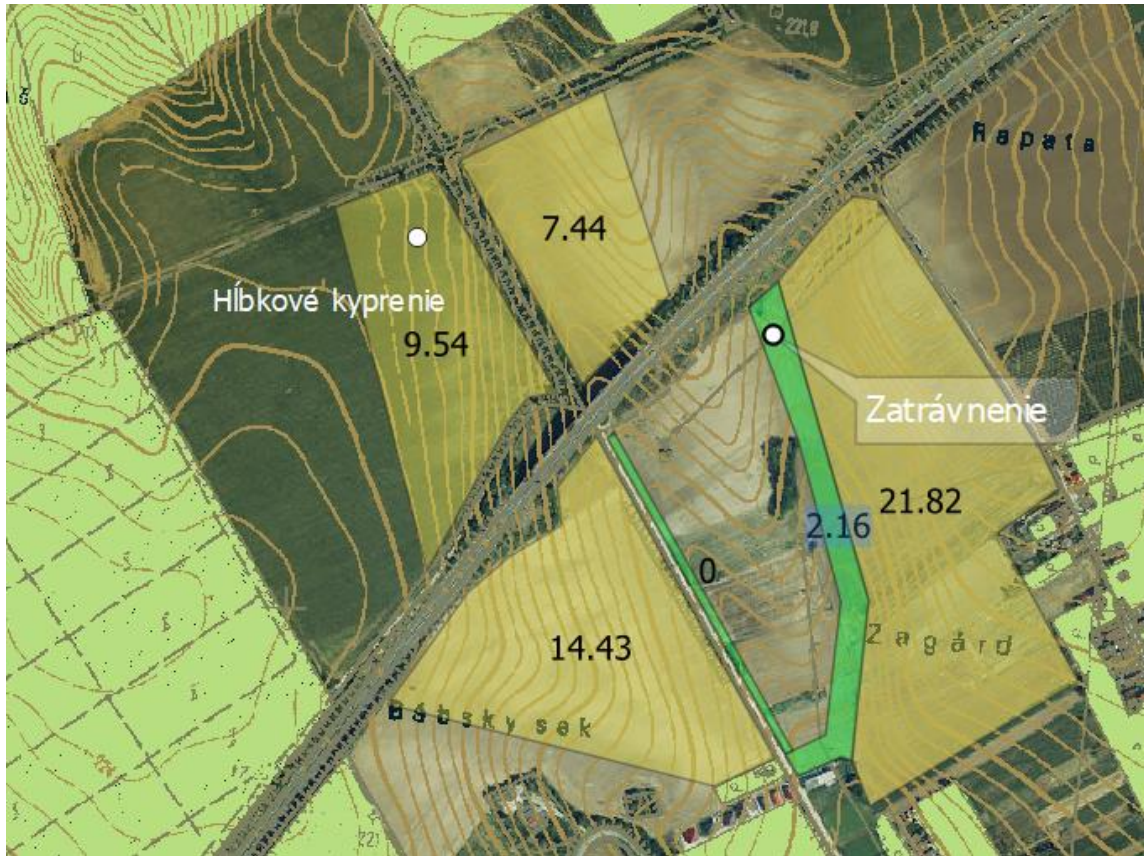 221,8
Rapata
7.44
Hĺbkové kyprenie
9.54
Zatrávnenie
21.82
2.16
0
Zagárd
14.43
Bábsky sek
221